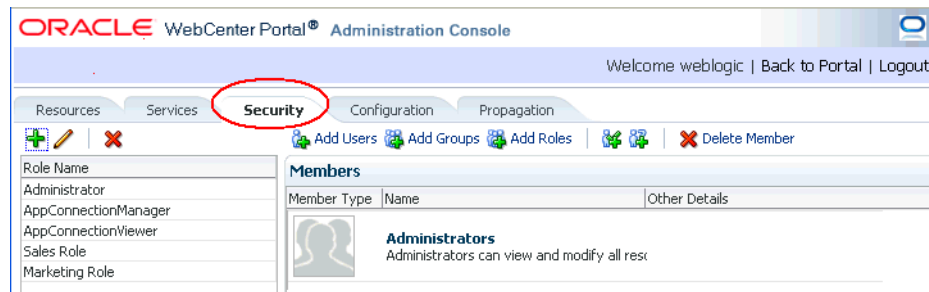 ORACLE WebCenter Portal® Administration Console
Welcome weblogic | Back to Portal | Logout
Resources Services Security Configuration Propagation
Add Users Add Groups Add Roles | Delete Member
Role Name
Administrator
AppConnectionManager
AppConnectionViewer
Sales Role
Marketing Role
Members
Member Type Name Other Details
Administrators
Administrators can view and modify all resc